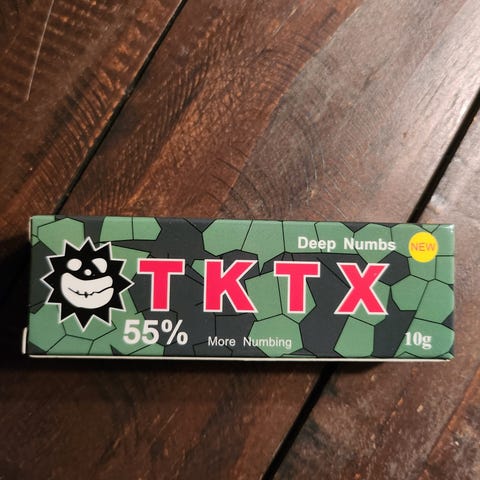 Deep Numbs NEW
TKTX
55% More Numbing 10g